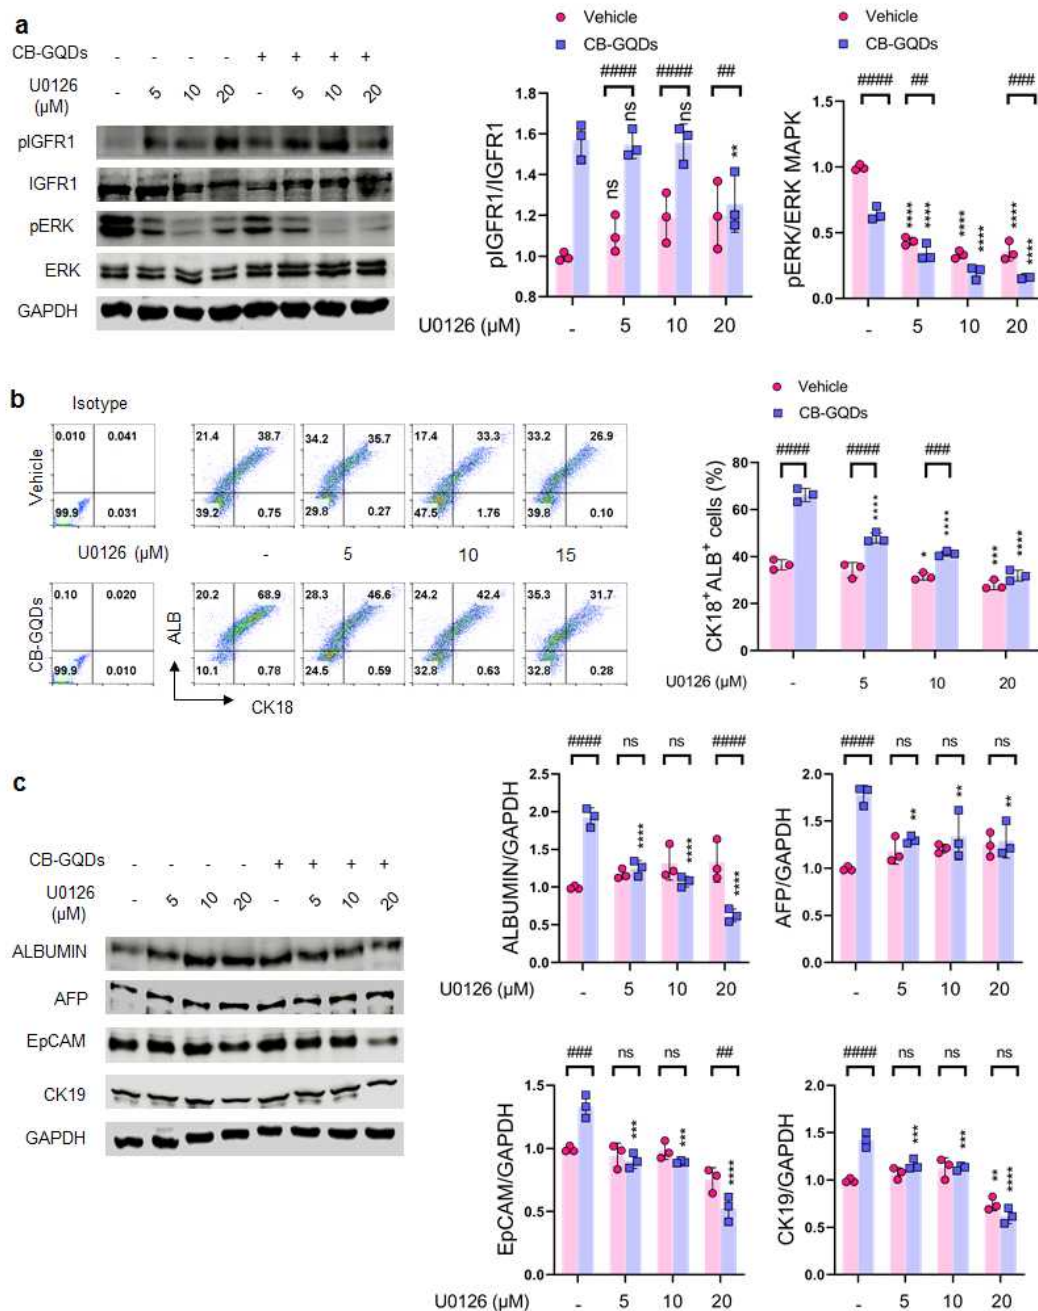 a
CB-GQDs - - - - + + + +
U0126 (µM) - 5 10 20 - 5 10 20
pIGFR1
IGFR1
pERK
ERK
GAPDH
Vehicle
CB-GQDs
#### #### ##
ns ns ns **
pIGFR1/IGFR1
1.8
1.6
1.4
1.2
1.0
0.8
U0126 (µM) - 5 10 20
Vehicle
CB-GQDs
#### ## ###
**** **** **** **** **** ****
pERK/ERK MAPK
1.5
1.0
0.5
0.0
- 5 10 20
b
Isotype
Vehicle
0.010 0.041
99.9 0.031
21.4 38.7
39.2 0.75
34.2 35.7
29.8 0.27
17.4 33.3
47.5 1.76
33.2 26.9
39.8 0.10
U0126 (µM) - 5 10 15
CB-GQDs
0.10 0.020
99.9 0.010
20.2 68.9
10.1 0.78
28.3 46.6
24.5 0.59
24.2 42.4
32.8 0.63
35.3 31.7
32.8 0.28
ALB
CK18
Vehicle
CB-GQDs
#### #### ###
**** * **** *** ****
CK18+ALB+ cells (%)
80
60
40
20
0
U0126 (µM) - 5 10 20
c
CB-GQDs - - - - + + + +
U0126 (µM) - 5 10 20 - 5 10 20
ALBUMIN
AFP
EpCAM
CK19
GAPDH
#### ns ns ####
**** **** ****
ALBUMIN/GAPDH
2.5
2.0
1.5
1.0
0.5
0.0
U0126 (µM) - 5 10 20
#### ns ns ns
** ** **
AFP/GAPDH
2.0
1.5
1.0
0.5
0.0
- 5 10 20
### ns ns ##
*** *** ****
EpCAM/GAPDH
1.5
1.0
0.5
0.0
U0126 (µM) - 5 10 20
#### ns ns ns
*** *** ** ****
CK19/GAPDH
2.0
1.5
1.0
0.5
0.0
- 5 10 20